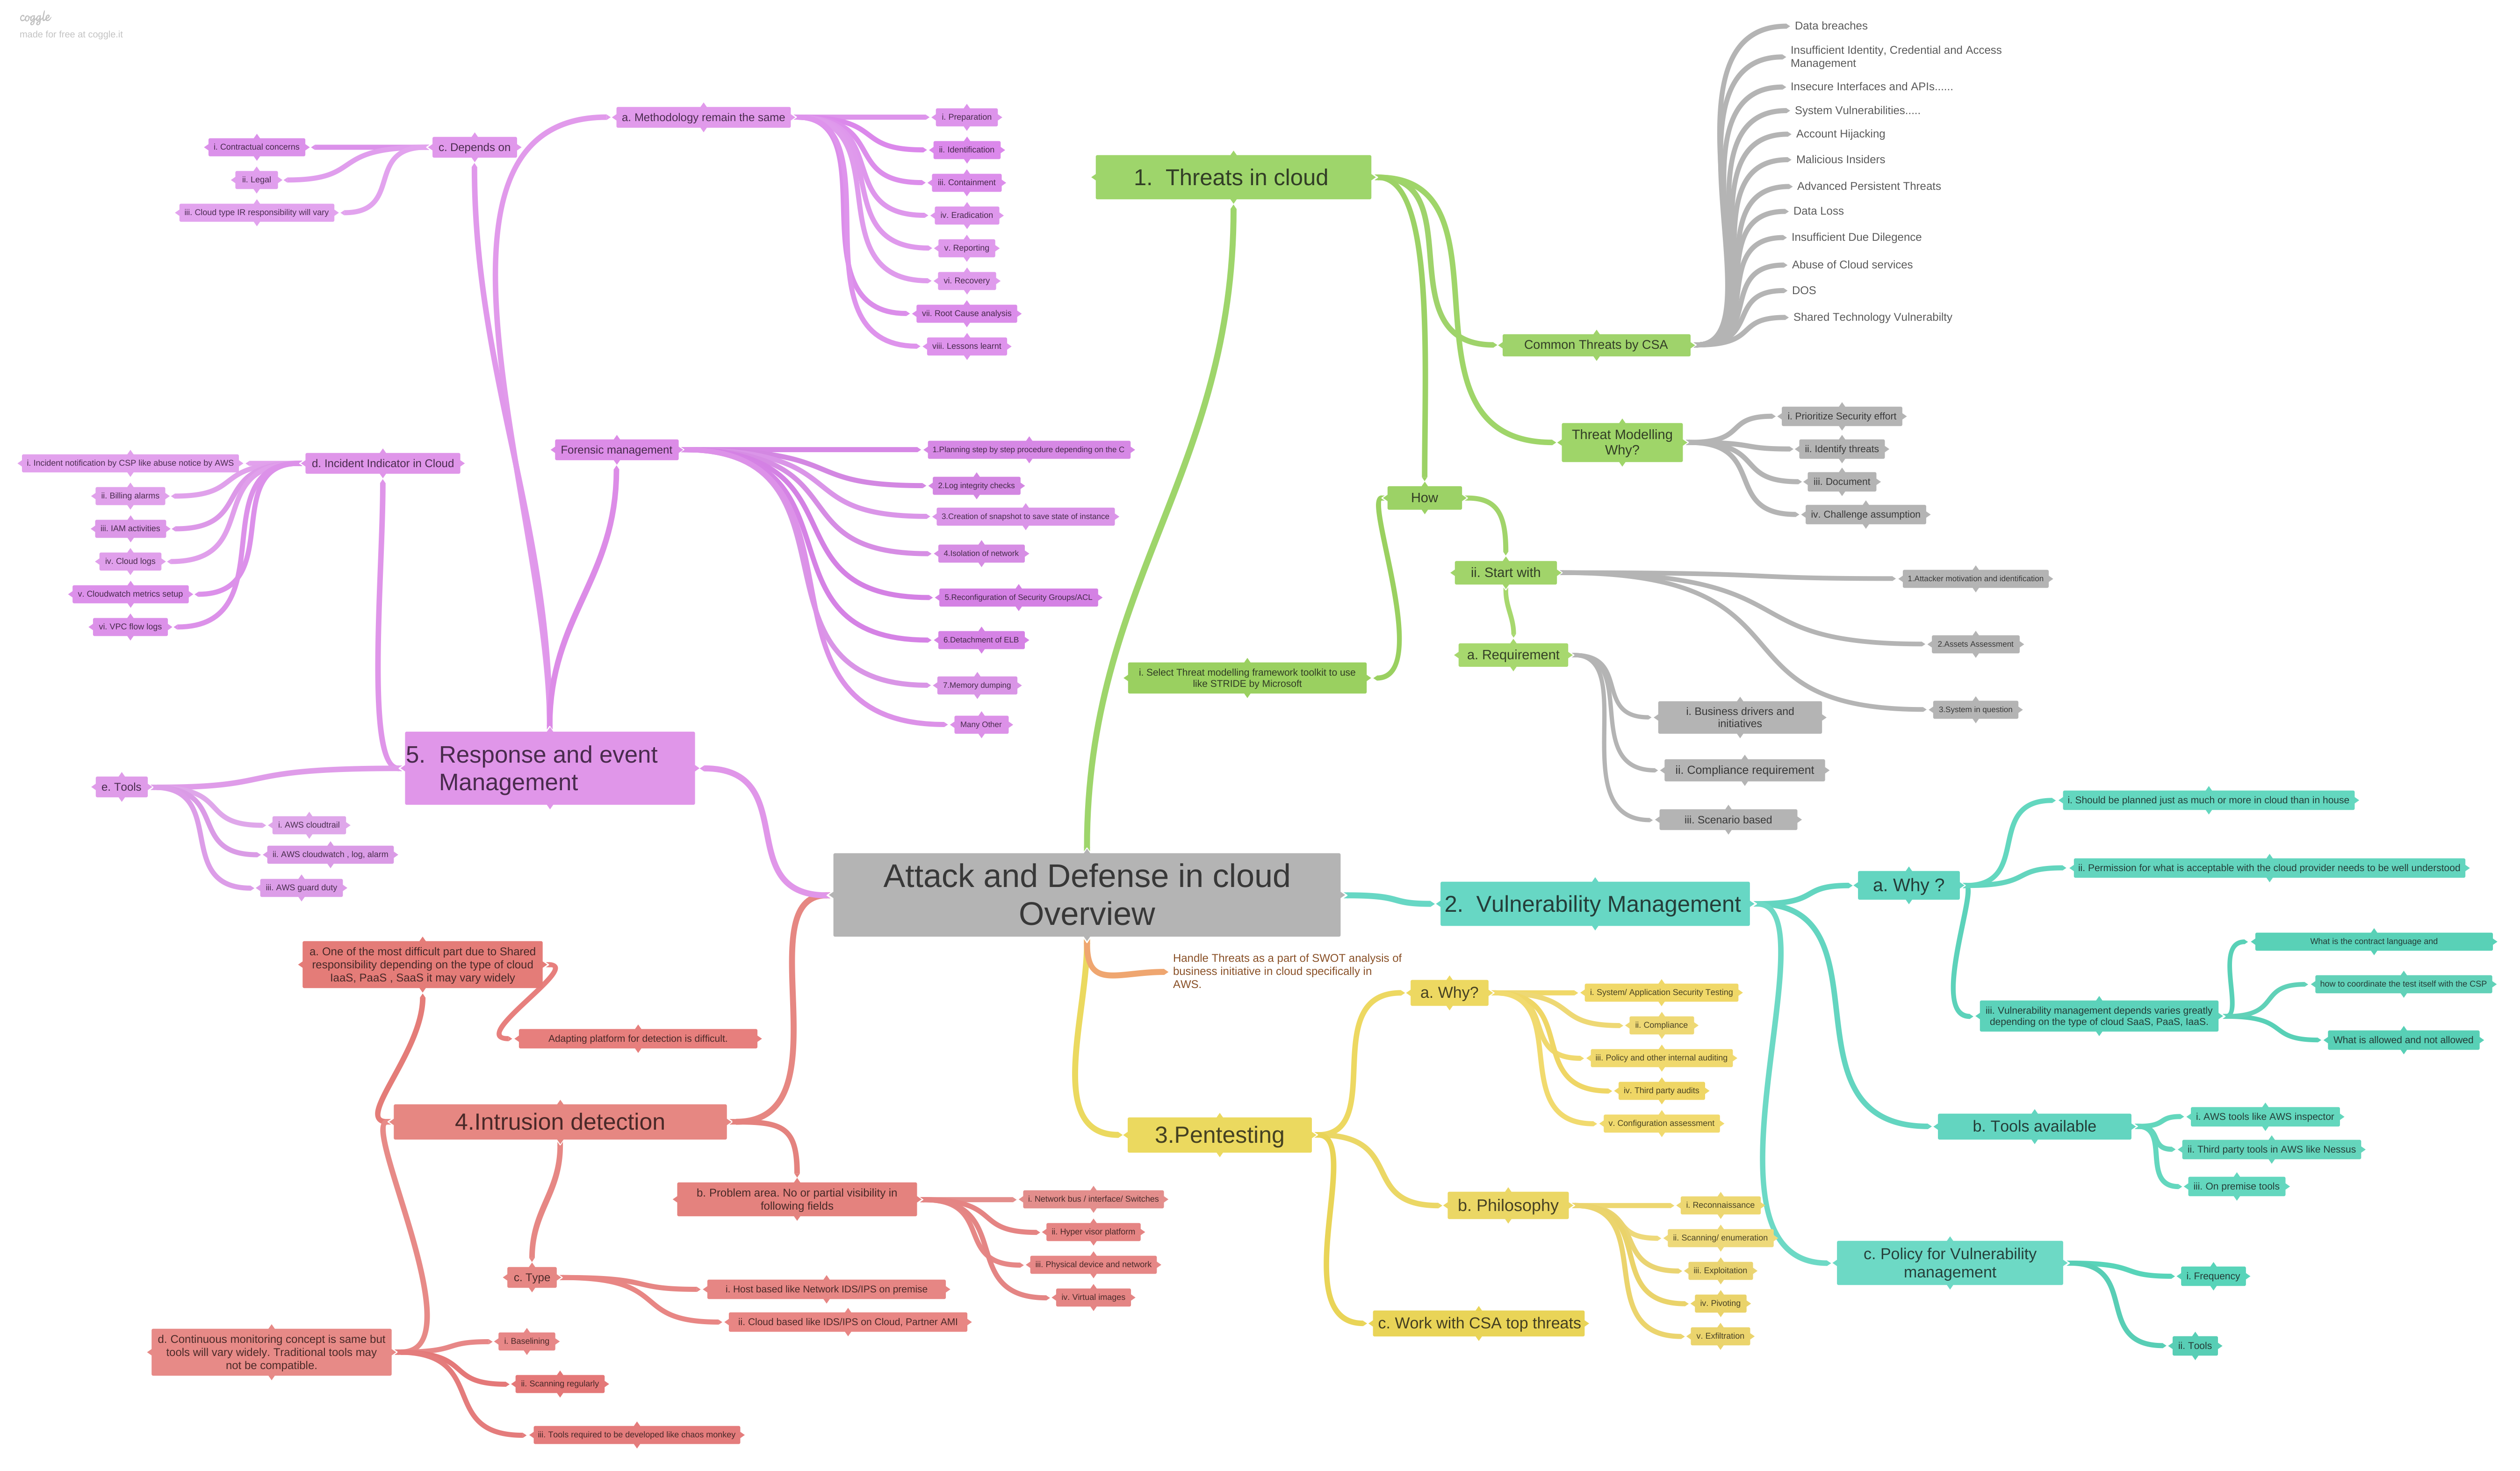 coggle
made for free at coggle.it
Attack and Defense in cloud
Overview
Handle Threats as a part of SWOT analysis of
business initiative in cloud specifically in
AWS.
1. Threats in cloud
Common Threats by CSA
Data breaches
Insufficient Identity, Credential and Access
Management
Insecure Interfaces and APIs......
System Vulnerabilities.....
Account Hijacking
Malicious Insiders
Advanced Persistent Threats
Data Loss
Insufficient Due Dilegence
Abuse of Cloud services
DOS
Shared Technology Vulnerabilty
Threat Modelling
Why?
i. Prioritize Security effort
ii. Identify threats
iii. Document
iv. Challenge assumption
How
i. Select Threat modelling framework toolkit to use
like STRIDE by Microsoft
ii. Start with
1.Attacker motivation and identification
2.Assets Assessment
3.System in question
a. Requirement
i. Business drivers and
initiatives
ii. Compliance requirement
iii. Scenario based
2. Vulnerability Management
a. Why ?
i. Should be planned just as much or more in cloud than in house
ii. Permission for what is acceptable with the cloud provider needs to be well understood
iii. Vulnerability management depends varies greatly
depending on the type of cloud SaaS, PaaS, IaaS.
What is the contract language and
how to coordinate the test itself with the CSP
What is allowed and not allowed
b. Tools available
i. AWS tools like AWS inspector
ii. Third party tools in AWS like Nessus
iii. On premise tools
c. Policy for Vulnerability
management
i. Frequency
ii. Tools
3.Pentesting
a. Why?
i. System/ Application Security Testing
ii. Compliance
iii. Policy and other internal auditing
iv. Third party audits
v. Configuration assessment
b. Philosophy
i. Reconnaissance
ii. Scanning/ enumeration
iii. Exploitation
iv. Pivoting
v. Exfiltration
c. Work with CSA top threats
4.Intrusion detection
a. One of the most difficult part due to Shared
responsibility depending on the type of cloud
IaaS, PaaS , SaaS it may vary widely
Adapting platform for detection is difficult.
b. Problem area. No or partial visibility in
following fields
i. Network bus / interface/ Switches
ii. Hyper visor platform
iii. Physical device and network
iv. Virtual images
c. Type
i. Host based like Network IDS/IPS on premise
ii. Cloud based like IDS/IPS on Cloud, Partner AMI
d. Continuous monitoring concept is same but
tools will vary widely. Traditional tools may
not be compatible.
i. Baselining
ii. Scanning regularly
iii. Tools required to be developed like chaos monkey
5. Response and event
Management
a. Methodology remain the same
i. Preparation
ii. Identification
iii. Containment
iv. Eradication
v. Reporting
vi. Recovery
vii. Root Cause analysis
viii. Lessons learnt
Forensic management
1.Planning step by step procedure depending on the C
2.Log integrity checks
3.Creation of snapshot to save state of instance
4.Isolation of network
5.Reconfiguration of Security Groups/ACL
6.Detachment of ELB
7.Memory dumping
Many Other
c. Depends on
i. Contractual concerns
ii. Legal
iii. Cloud type IR responsibility will vary
d. Incident Indicator in Cloud
i. Incident notification by CSP like abuse notice by AWS
ii. Billing alarms
iii. IAM activities
iv. Cloud logs
v. Cloudwatch metrics setup
vi. VPC flow logs
e. Tools
i. AWS cloudtrail
ii. AWS cloudwatch , log, alarm
iii. AWS guard duty